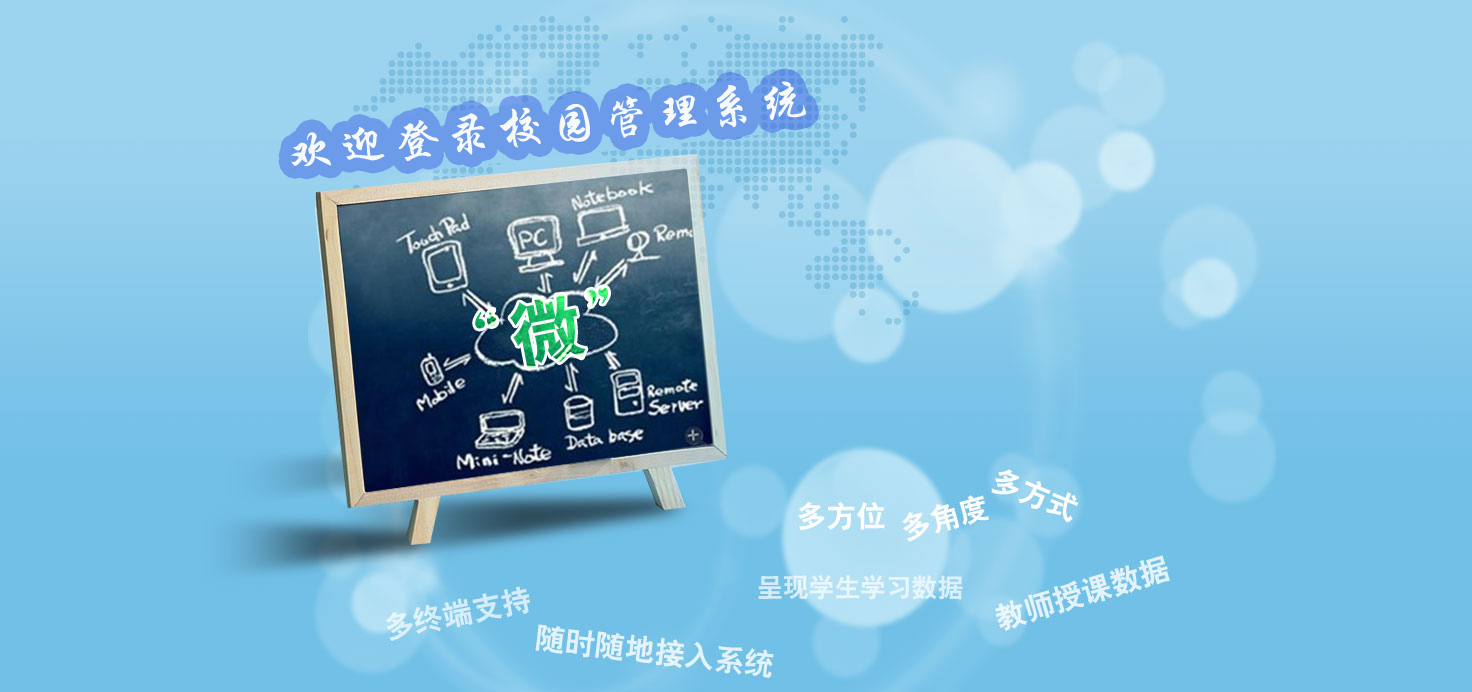 欢迎登录校园管理系统
Notebook
Touch Pad
PC
“微”
Mobile
Remote
Server
Data base
Mini-Note
多方位
多角度
多方式
呈现学生学习数据
教师授课数据
多终端支持
随时随地接入系统